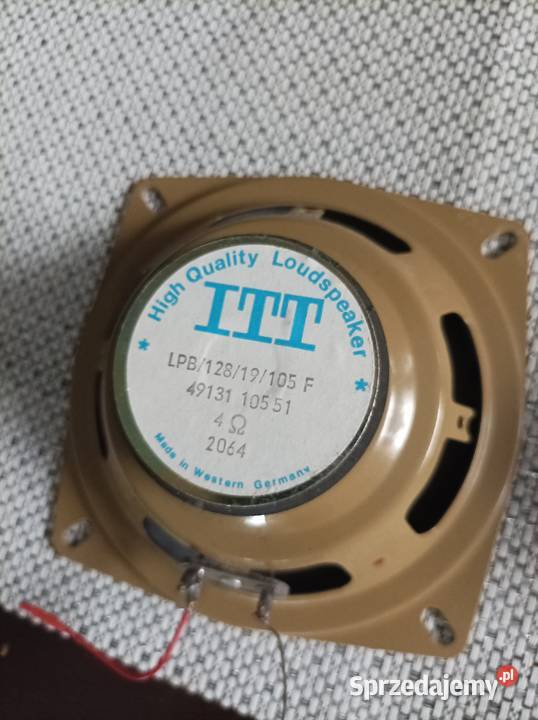 * High Quality Loudspeaker *
ITT
LPB/128/19/105 F
49131 105 51
4 Ω
2064
Made in Western Germany
Sprzedajemy.pl